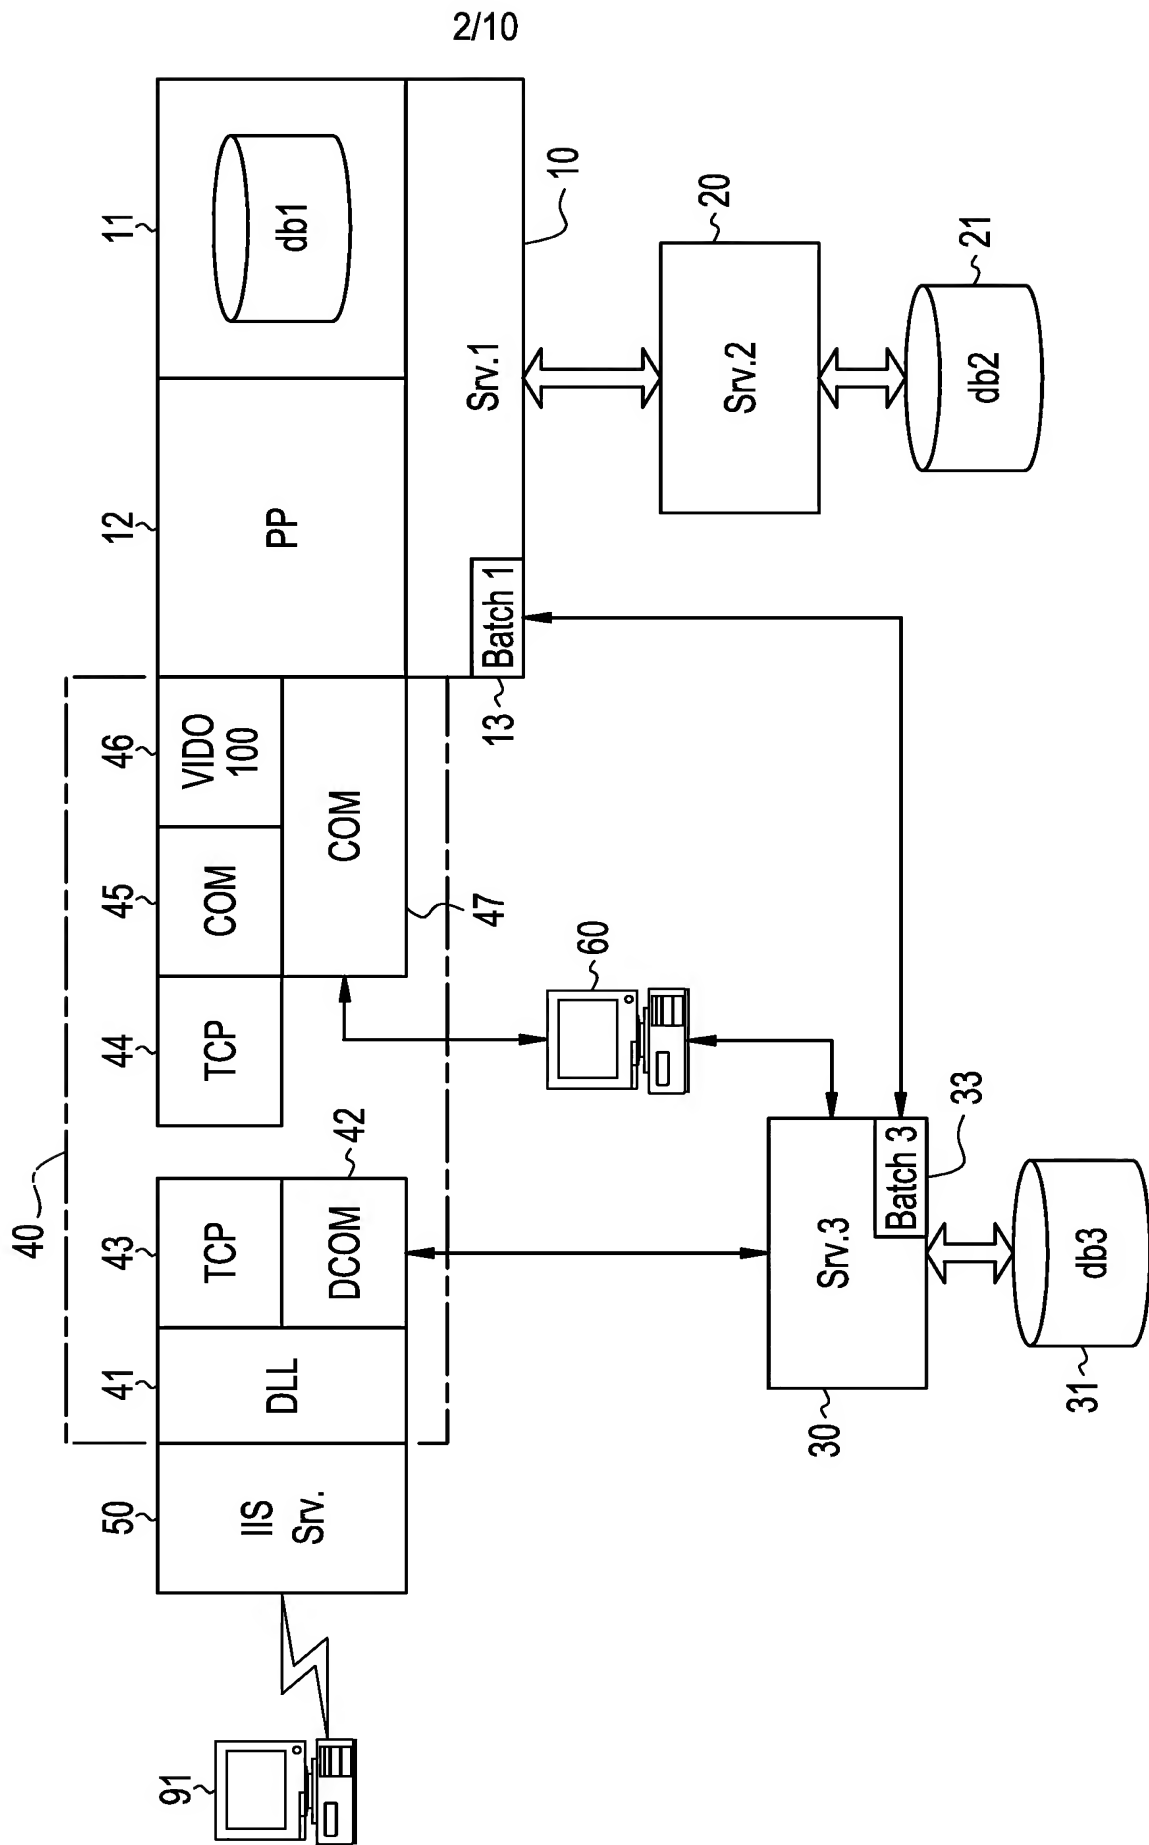 2/10
40
91
50
IIS
Srv.
41
DLL
43
TCP
42
DCOM
44
TCP
45
COM
46
VIDO
100
47
COM
12
PP
11
db1
13
Batch 1
Srv.1
10
60
20
Srv.2
21
db2
30
Srv.3
Batch 3
33
31
db3